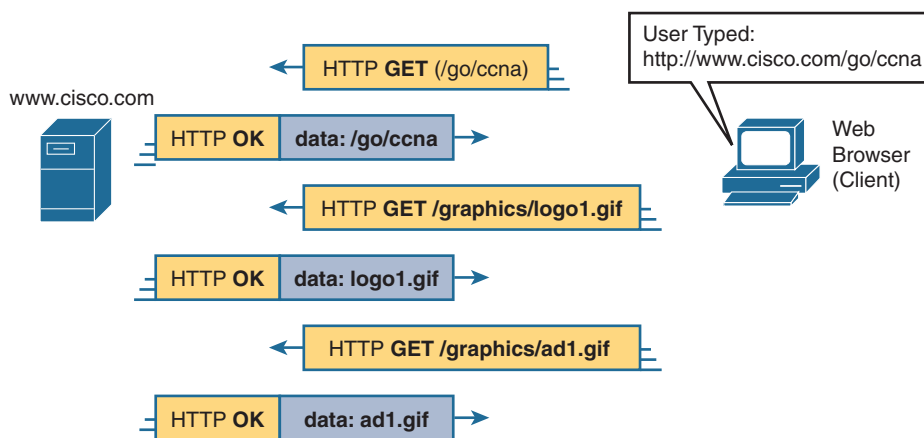 User Typed:
http://www.cisco.com/go/ccna
HTTP GET (/go/ccna)
www.cisco.com
HTTP OK data: /go/ccna
Web
Browser
(Client)
HTTP GET /graphics/logo1.gif
HTTP OK data: logo1.gif
HTTP GET /graphics/ad1.gif
HTTP OK data: ad1.gif